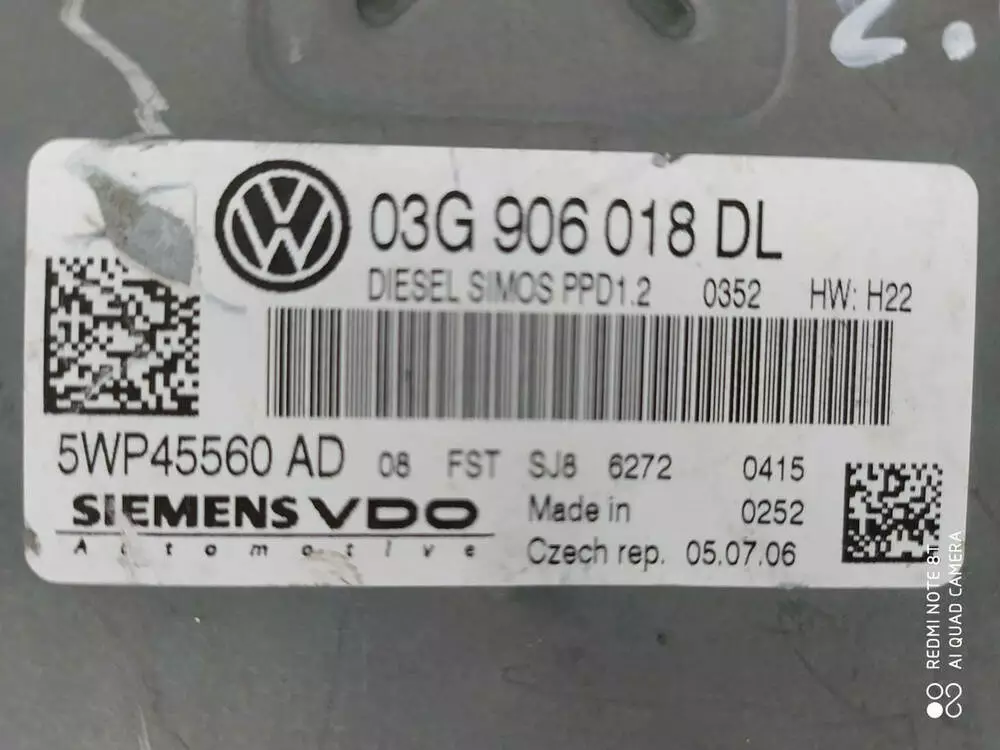 2.
03G 906 018 DL
DIESEL SIMOS PPD1.2 0352 HW: H22
5WP45560 AD 08 FST SJ8 6272 0415
SIEMENS VDO Made in 0252
Automotive Czech rep. 05.07.06
REDMI NOTE 8T
AI QUAD CAMERA